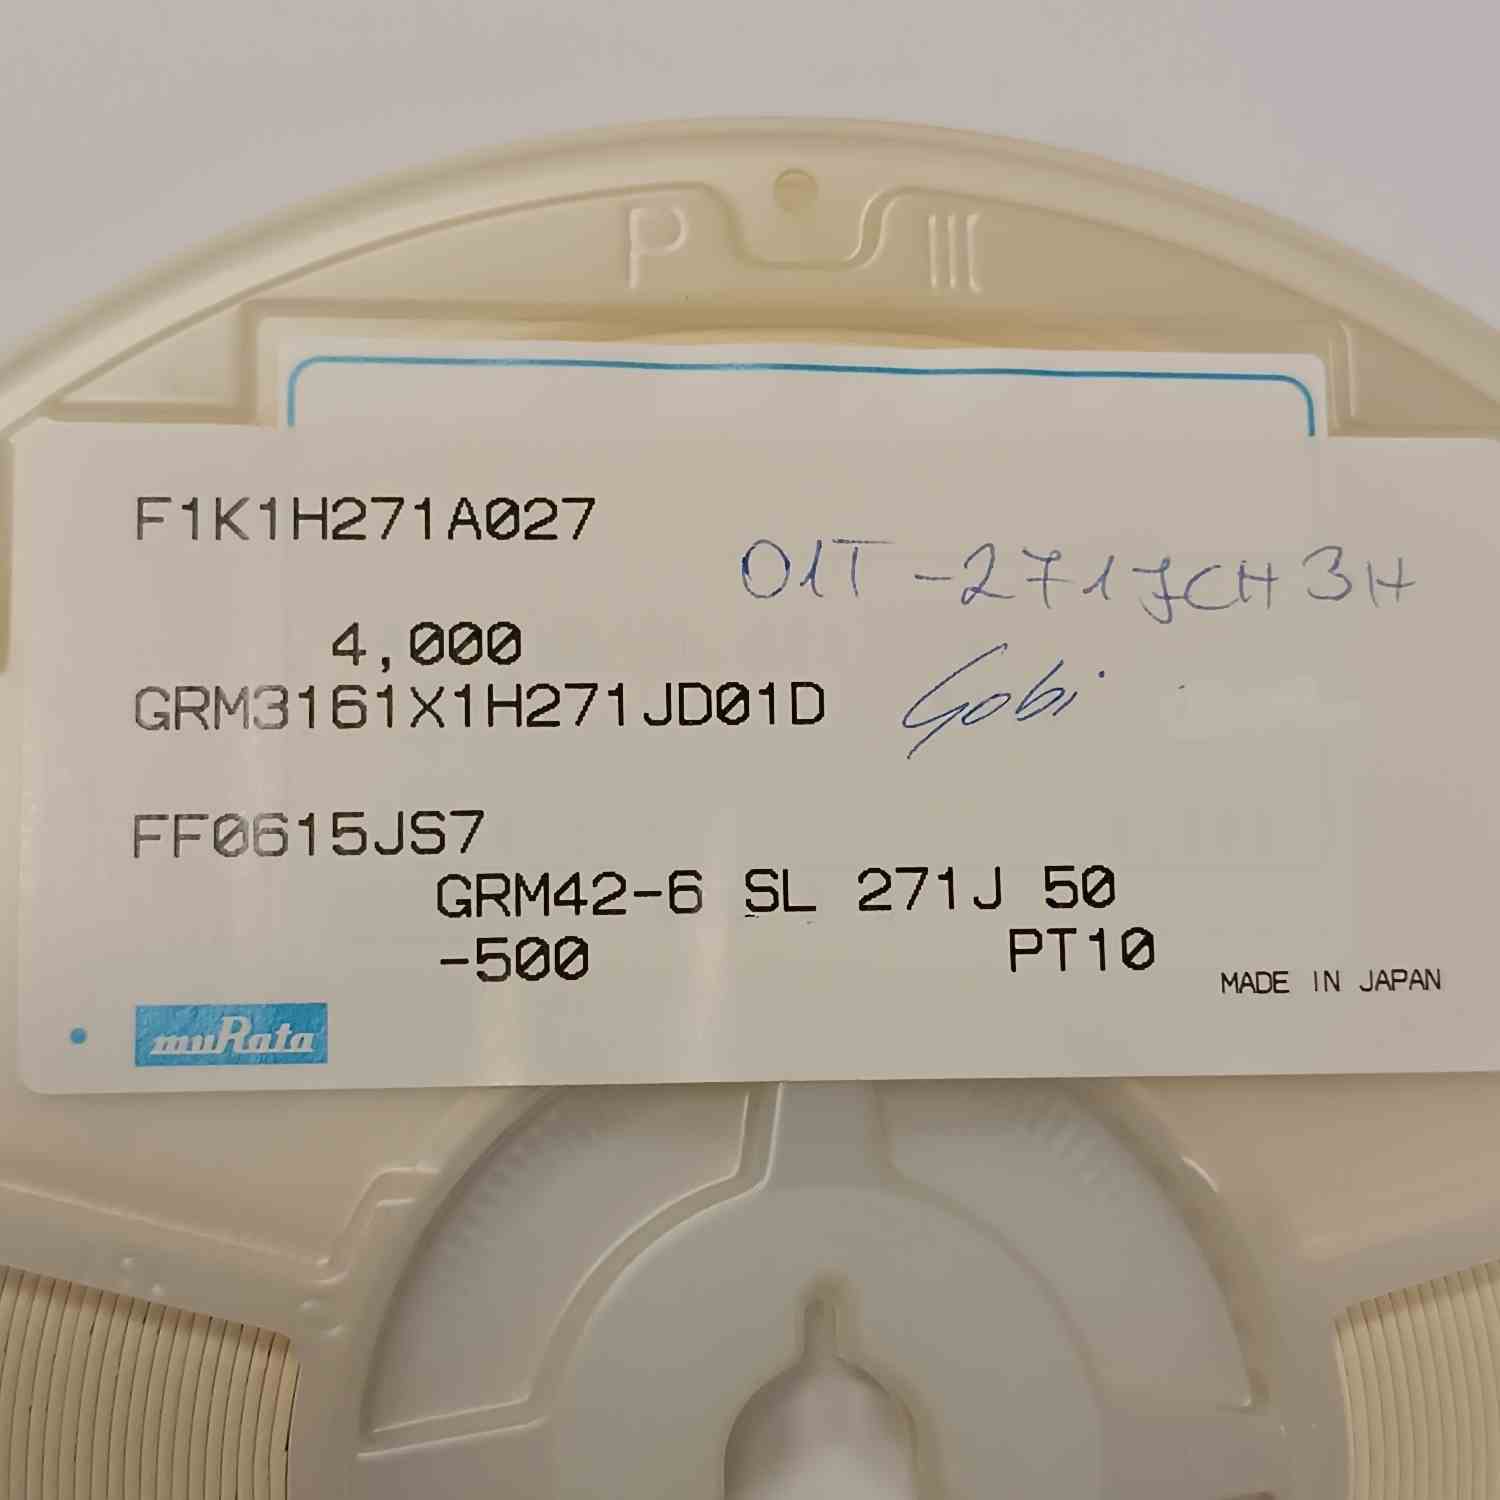 P III
F1K1H271A027
01T-271JCH3H
4,000
GRM3161X1H271JD01D
Gobi
FF0615JS7
GRM42-6 SL 271J 50
-500 PT10
MADE IN JAPAN
muRata